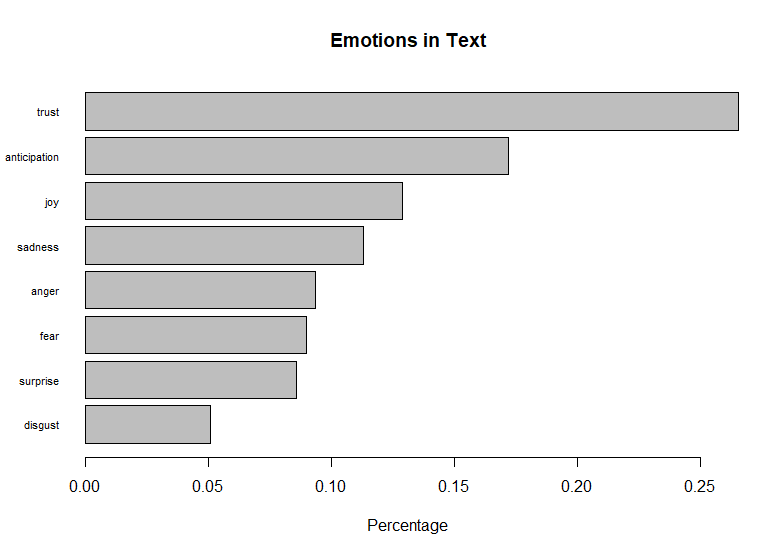 Emotions in Text
trust
anticipation
joy
sadness
anger
fear
surprise
disgust
0.00 0.05 0.10 0.15 0.20 0.25
Percentage